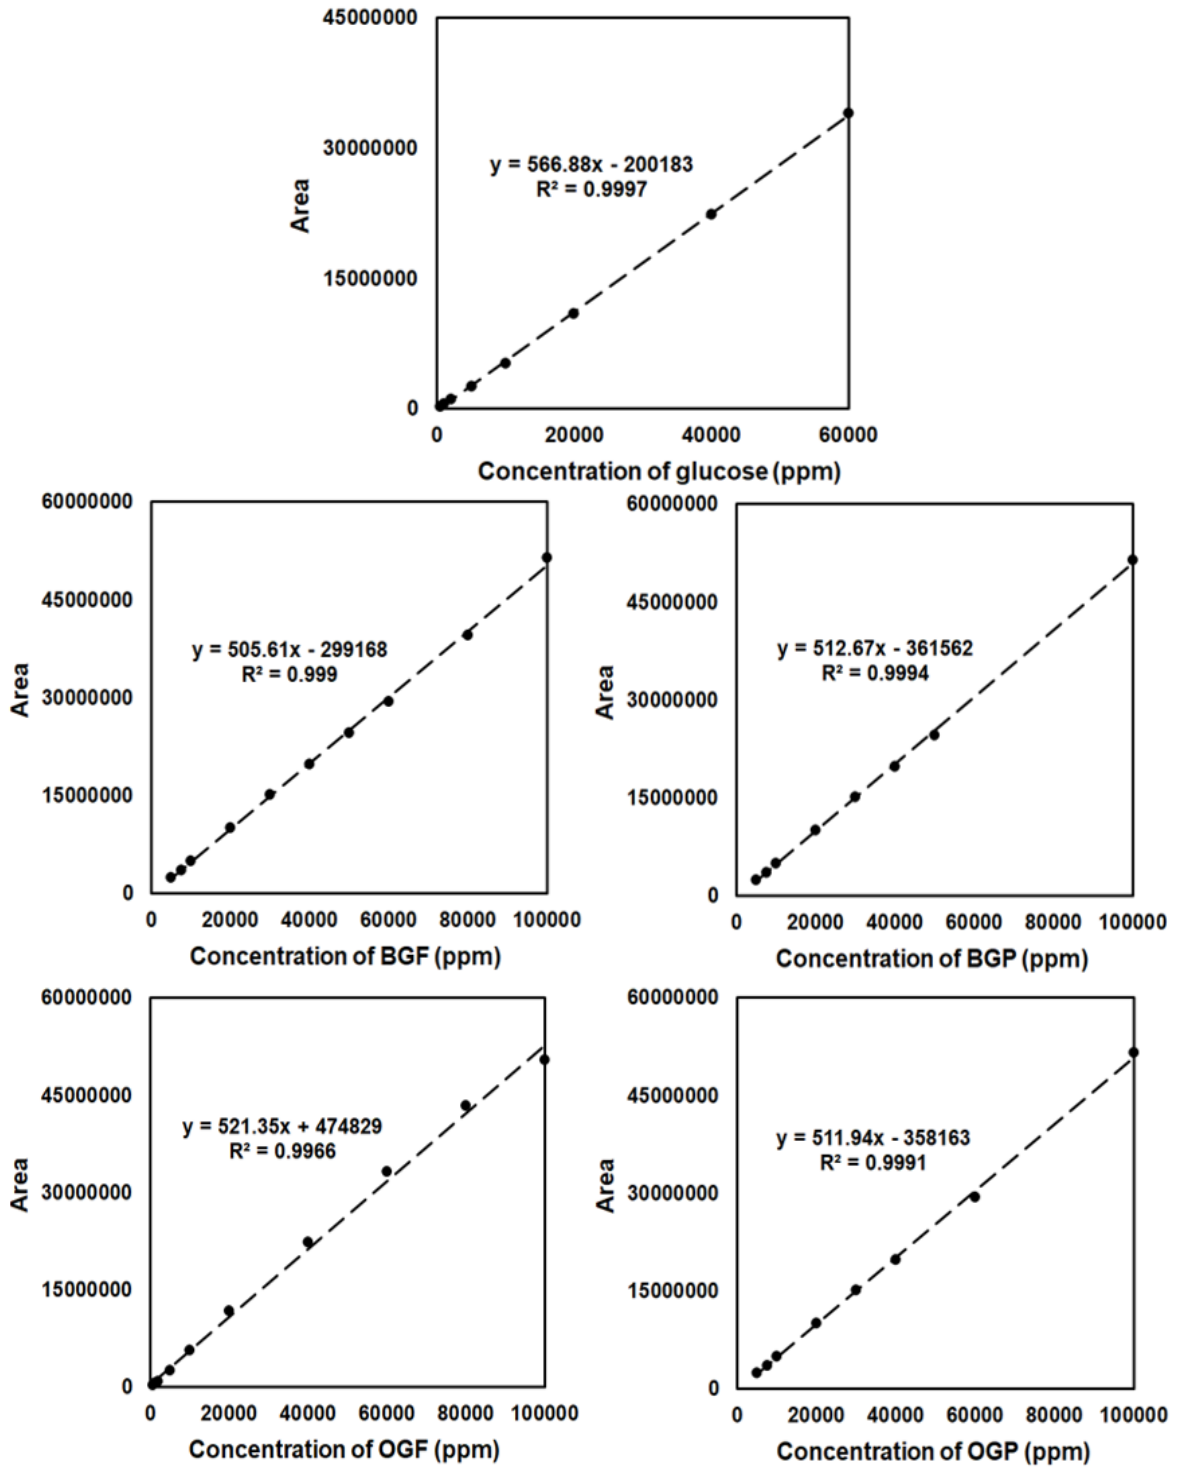 45000000
30000000
15000000
0
Area
y = 566.88x - 200183
R² = 0.9997
0 20000 40000 60000
Concentration of glucose (ppm)
60000000
45000000
30000000
15000000
0
Area
y = 505.61x - 299168
R² = 0.999
0 20000 40000 60000 80000 100000
Concentration of BGF (ppm)
60000000
45000000
30000000
15000000
0
Area
y = 512.67x - 361562
R² = 0.9994
0 20000 40000 60000 80000 100000
Concentration of BGP (ppm)
60000000
45000000
30000000
15000000
0
Area
y = 521.35x + 474829
R² = 0.9966
0 20000 40000 60000 80000 100000
Concentration of OGF (ppm)
60000000
45000000
30000000
15000000
0
Area
y = 511.94x - 358163
R² = 0.9991
0 20000 40000 60000 80000 100000
Concentration of OGP (ppm)